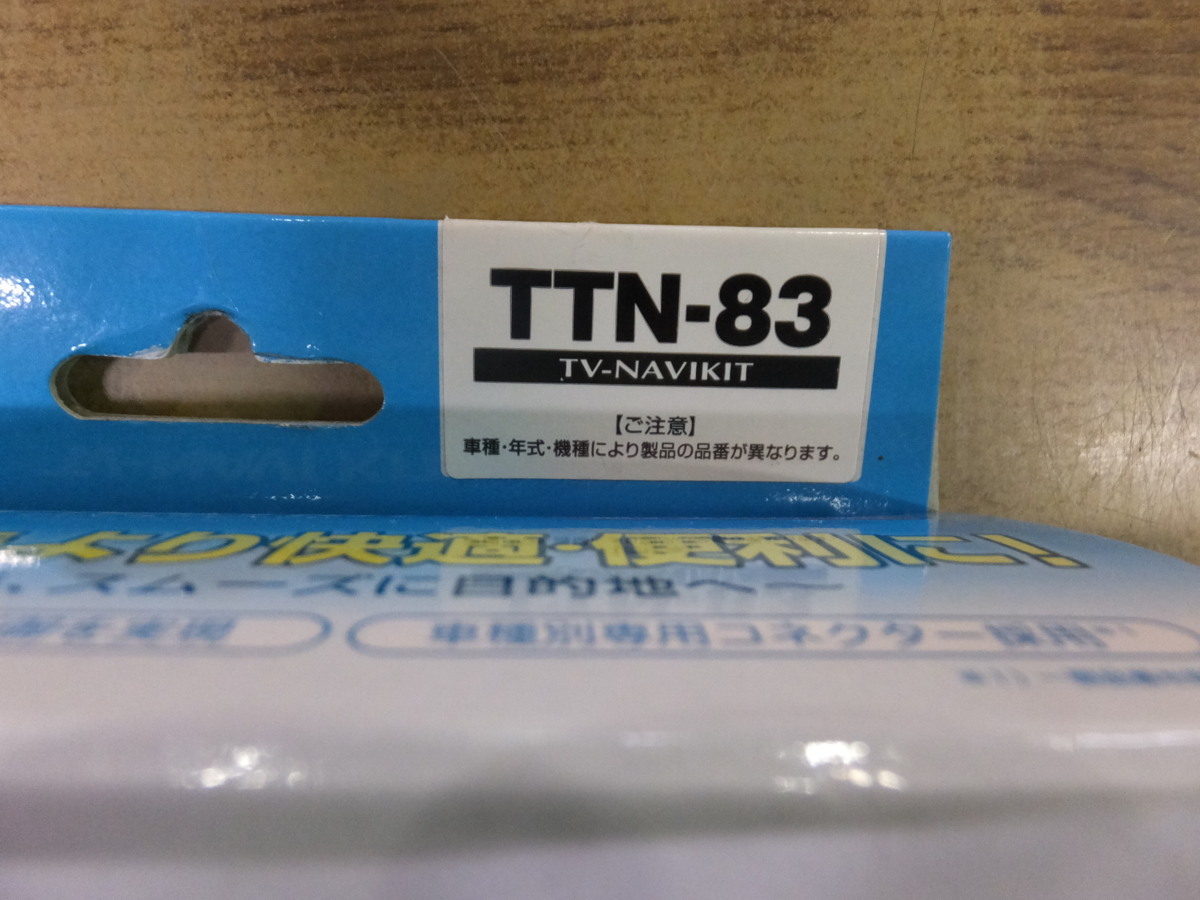 TTN-83
TV-NAVIKIT
【ご注意】
車種・年式・機種により製品の品番が異なります。
より快適・便利に!
スムーズに目的地へ〜
車種別専用コネクター採用